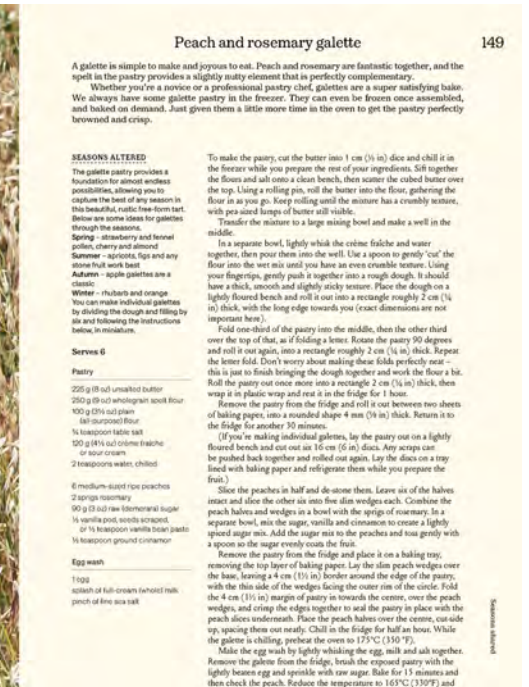 Peach and rosemary galette
149
A galette is simple to make and joyous to eat. Peach and rosemary are fantastic together, and the
spelt in the pastry provides a slightly nutty element that is perfectly complementary.
Whether you're a novice or a professional pastry chef, galettes are a super satisfying bake.
We always have some galette pastry in the freezer. They can even be frozen once assembled,
and baked on demand. Just given them a little more time in the oven to get the pastry perfectly
browned and crisp.
SEASONS ALTERED
The galette pastry provides a
foundation for almost endless
possibilities, allowing you to
capture the best of any season in
this beautiful, rustic free-form tart.
Below are some ideas for galettes
through the seasons.
Spring – strawberry and fennel
pollen, cherry and almond
Summer – apricots, figs and any
stone fruit work best
Autumn – apple galettes are a
classic
Winter – rhubarb and orange
You can make individual galettes
by dividing the dough and filling by
six and following the instructions
below, in miniature.
Serves 6
Pastry
225 g (8 oz) unsalted butter
250 g (9 oz) wholegrain spelt flour
100 g (3½ oz) plain
(all-purpose) flour
¾ teaspoon table salt
120 g (4½ oz) crème fraîche
or sour cream
2 teaspoons water, chilled
6 medium-sized ripe peaches
2 sprigs rosemary
90 g (3 oz) raw (demerara) sugar
½ vanilla pod, seeds scraped,
or ½ teaspoon vanilla bean paste
½ teaspoon ground cinnamon
Egg wash
1 egg
splash of full-cream (whole) milk
pinch of fine sea salt
To make the pastry, cut the butter into 1 cm (½ in) dice and chill it in
the freezer while you prepare the rest of your ingredients. Sift together
the flours and salt onto a clean bench, then scatter the cubed butter over
the top. Using a rolling pin, roll the butter into the flour, gathering the
flour in as you go. Keep rolling until the mixture has a crumbly texture,
with pea-sized lumps of butter still visible.
Transfer the mixture to a large mixing bowl and make a well in the
middle.
In a separate bowl, lightly whisk the crème fraîche and water
together, then pour them into the well. Use a spoon to gently 'cut' the
flour into the wet mix until you have an even crumble texture. Using
your fingertips, gently push it together into a rough dough. It should
have a thick, smooth and slightly sticky texture. Place the dough on a
lightly floured bench and roll it out into a rectangle roughly 2 cm (¾
in) thick, with the long edge towards you (exact dimensions are not
important here).
Fold one-third of the pastry into the middle, then the other third
over the top of that, as if folding a letter. Rotate the pastry 90 degrees
and roll it out again, into a rectangle roughly 2 cm (¾ in) thick. Repeat
the letter fold. Don't worry about making these folds perfectly neat –
this is just to finish bringing the dough together and work the flour a bit.
Roll the pastry out once more into a rectangle 2 cm (¾ in) thick, then
wrap it in plastic wrap and rest it in the fridge for 1 hour.
Remove the pastry from the fridge and roll it out between two sheets
of baking paper, into a rounded shape 4 mm (⅛ in) thick. Return it to
the fridge for another 30 minutes.
(If you're making individual galettes, lay the pastry out on a lightly
floured bench and cut out six 16 cm (6 in) discs. Any scraps can
be pushed back together and rolled out again. Lay the discs on a tray
lined with baking paper and refrigerate them while you prepare the
fruit.)
Slice the peaches in half and de-stone them. Leave six of the halves
intact and slice the other six into five slim wedges each. Combine the
peach halves and wedges in a bowl with the sprigs of rosemary. In a
separate bowl, mix the sugar, vanilla and cinnamon to create a lightly
spiced sugar mix. Add the sugar mix to the peaches and toss gently with
a spoon so the sugar evenly coats the fruit.
Remove the pastry from the fridge and place it on a baking tray,
removing the top layer of baking paper. Lay the slim peach wedges over
the base, leaving a 4 cm (1½ in) border around the edge of the pastry,
with the thin side of the wedges facing the outer rim of the circle. Fold
the 4 cm (1½ in) margin of pastry in towards the centre, over the peach
wedges, and crimp the edges together to seal the pastry in place with the
peach slices underneath. Place the peach halves over the centre, cut-side
up, spacing them out neatly. Chill in the fridge for half an hour. While
the galette is chilling, preheat the oven to 175°C (350 °F).
Make the egg wash by lightly whisking the egg, milk and salt together.
Remove the galette from the fridge, brush the exposed pastry with the
lightly beaten egg and sprinkle with raw sugar. Bake for 15 minutes and
then check the peach. Reduce the temperature to 165°C (330°F) and
Seasons shared